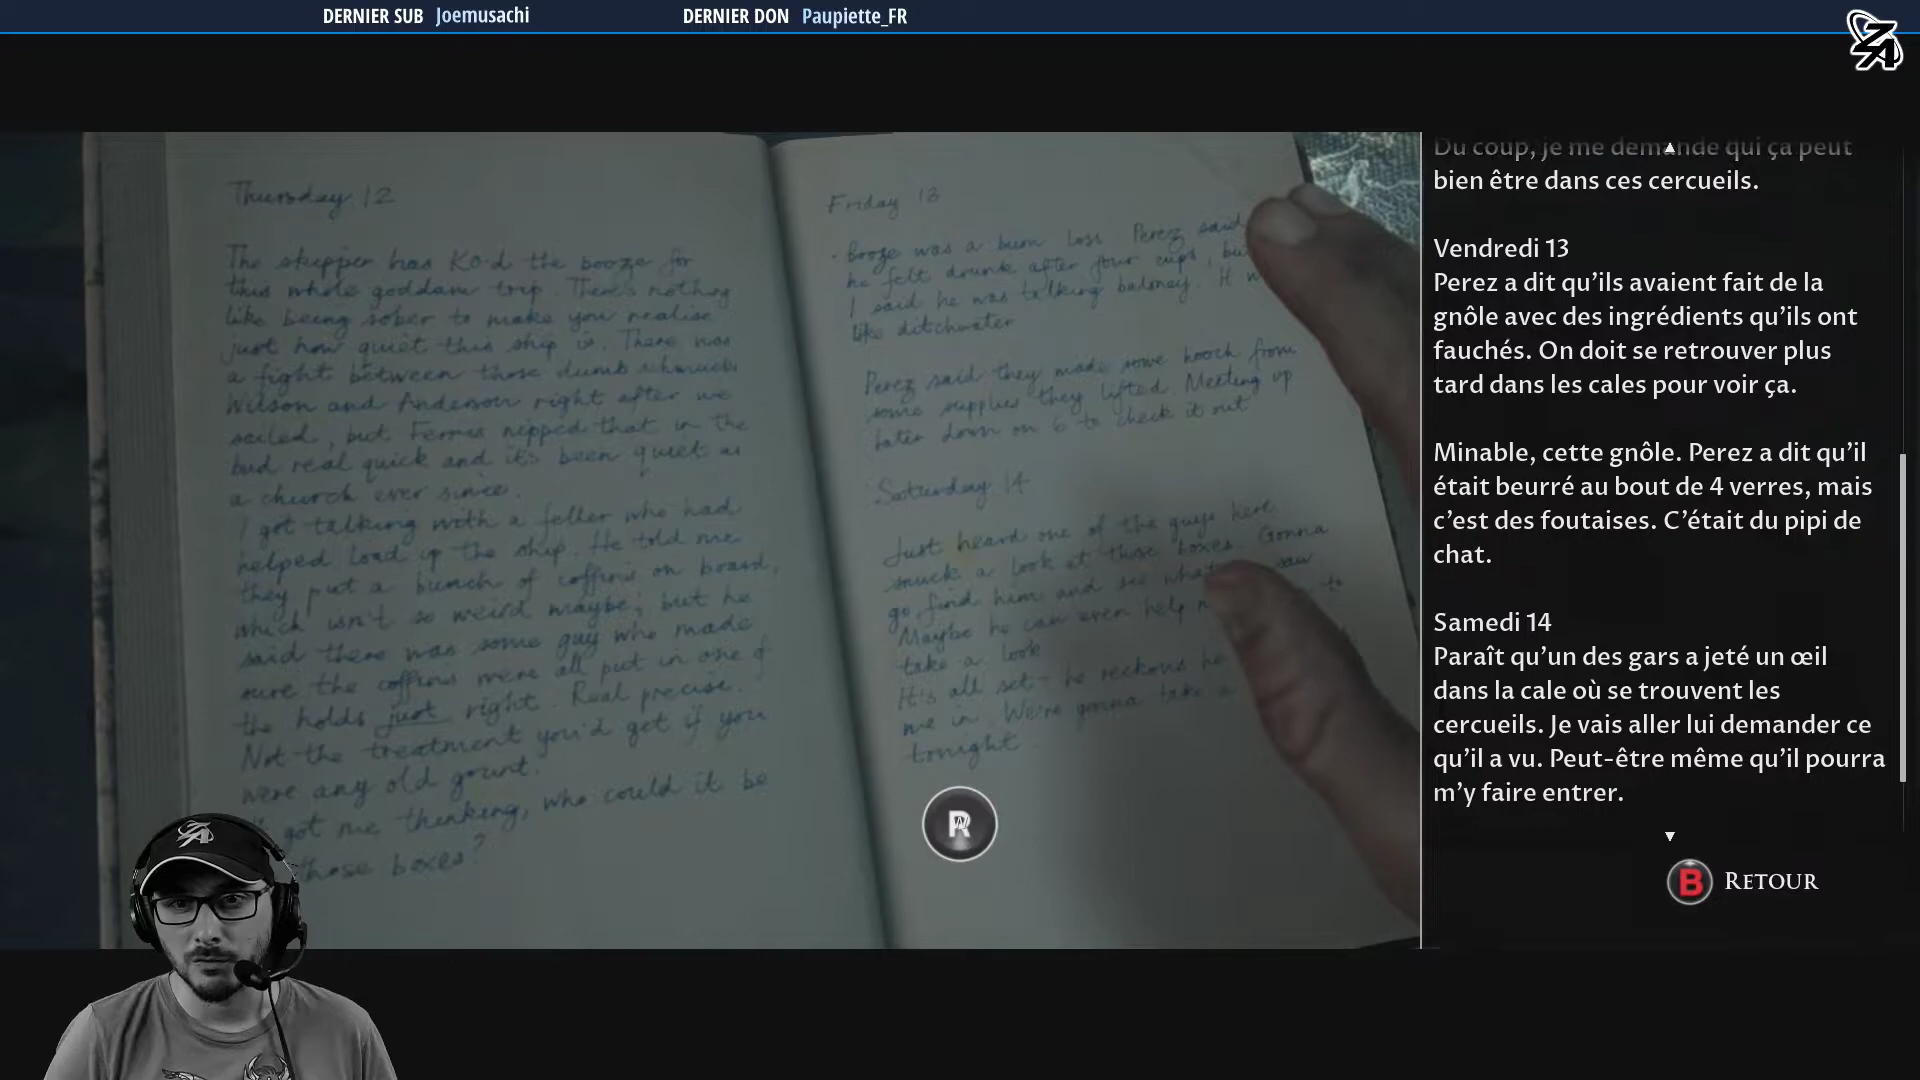 DERNIER SUB Joemusachi
DERNIER DON Paupiette_FR
ZA
Thursday 12
The skipper has KO'd the booze for
this whole goddam trip. There's nothing
like being sober to make you realise
just how quiet this ship is. There was
a fight between those dumb schmucks
Wilson and Anderson right after we
sailed, but Ferris nipped that in the
bud real quick and it's been quiet as
a church ever since.
I got talking with a feller who had
helped load up the ship. He told me
they put a bunch of coffins on board,
which isn't so weird maybe, but he
said there was some guy who made
sure the coffins were all put in one of
the holds just right. Real precise.
Not the treatment you'd get if you
were any old grunt.
got me thinking, who could it be
those boxes?
Friday 13
Booze was a bum loss. Perez said
he felt drunk after four cups, but
I said he was talking baloney. It
like ditchwater
Perez said they made some hooch from
some supplies they lifted. Meeting up
later down on 6 to check it out
Saturday 14
Just heard one of the guys here
snuck a look at those boxes. Gonna
go find him and see what saw
Maybe he can even help to
take a look
It's all set - he reckons he
me in. We're gonna take a
tonight.
R
Du coup, je me demande qui ça peut
bien être dans ces cercueils.
Vendredi 13
Perez a dit qu'ils avaient fait de la
gnôle avec des ingrédients qu'ils ont
fauchés. On doit se retrouver plus
tard dans les cales pour voir ça.
Minable, cette gnôle. Perez a dit qu'il
était beurré au bout de 4 verres, mais
c'est des foutaises. C'était du pipi de
chat.
Samedi 14
Paraît qu'un des gars a jeté un œil
dans la cale où se trouvent les
cercueils. Je vais aller lui demander ce
qu'il a vu. Peut-être même qu'il pourra
m'y faire entrer.
B RETOUR
ZA